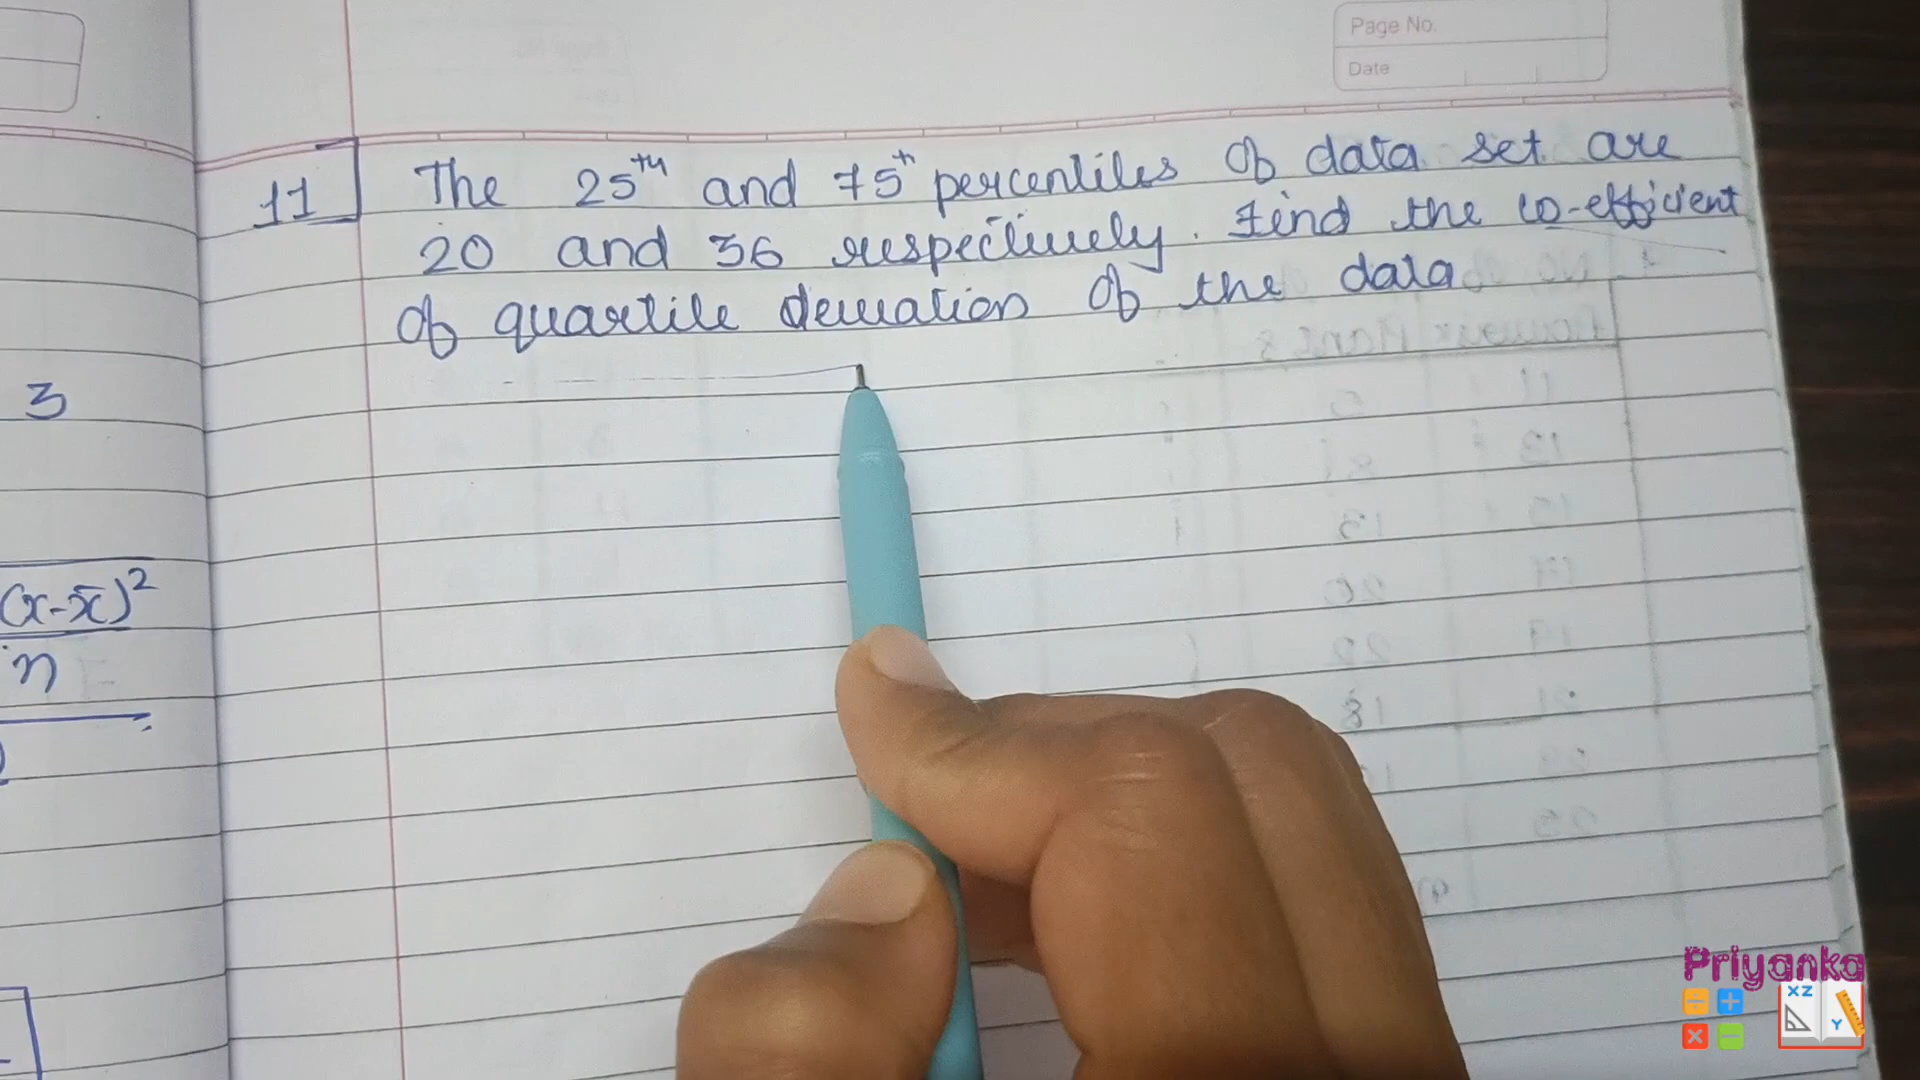 Page No.
Date
11
The 25th and 75th percentiles of data set are
20 and 36 respectively. Find the co-efficient
of quartile deviation of the data
3
(x-x̄)²
n
Priyanka
XZ
Y